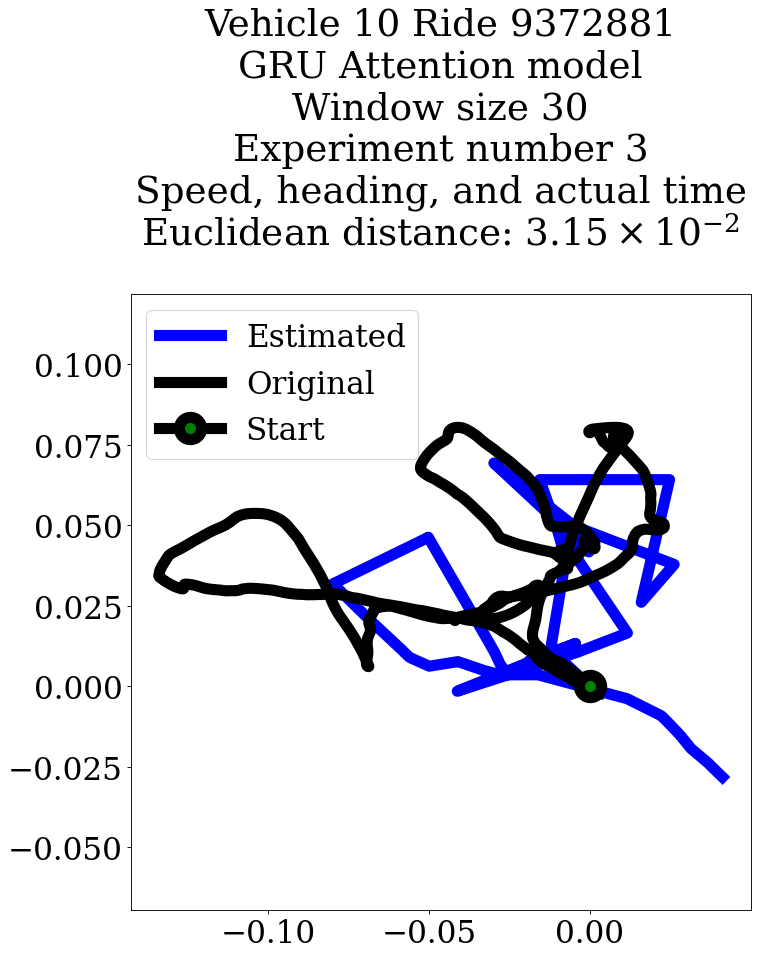 Vehicle 10 Ride 9372881
GRU Attention model
Window size 30
Experiment number 3
Speed, heading, and actual time
Euclidean distance: 3.15 × 10⁻²
Estimated
Original
Start
0.100
0.075
0.050
0.025
0.000
−0.025
−0.050
−0.10
−0.05
0.00